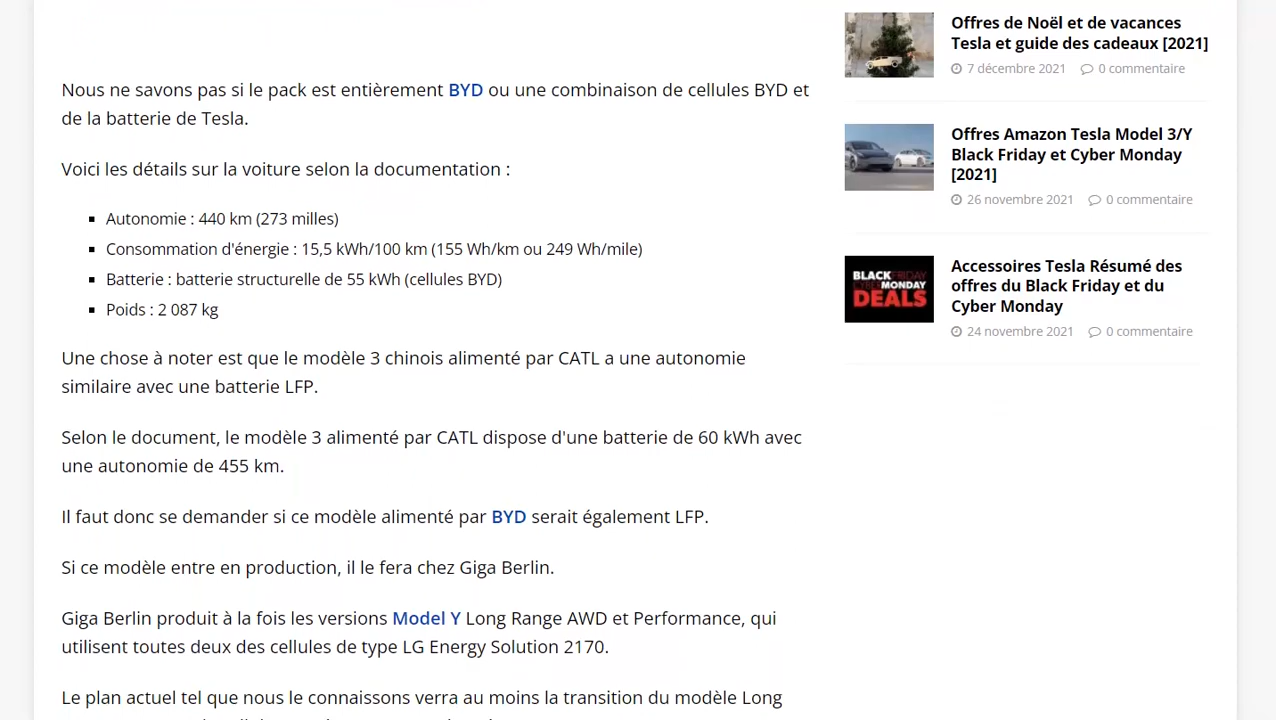 Nous ne savons pas si le pack est entièrement BYD ou une combinaison de cellules BYD et
de la batterie de Tesla.
Voici les détails sur la voiture selon la documentation :
Autonomie : 440 km (273 milles)
Consommation d'énergie : 15,5 kWh/100 km (155 Wh/km ou 249 Wh/mile)
Batterie : batterie structurelle de 55 kWh (cellules BYD)
Poids : 2 087 kg
Une chose à noter est que le modèle 3 chinois alimenté par CATL a une autonomie
similaire avec une batterie LFP.
Selon le document, le modèle 3 alimenté par CATL dispose d'une batterie de 60 kWh avec
une autonomie de 455 km.
Il faut donc se demander si ce modèle alimenté par BYD serait également LFP.
Si ce modèle entre en production, il le fera chez Giga Berlin.
Giga Berlin produit à la fois les versions Model Y Long Range AWD et Performance, qui
utilisent toutes deux des cellules de type LG Energy Solution 2170.
Le plan actuel tel que nous le connaissons verra au moins la transition du modèle Long
Offres de Noël et de vacances
Tesla et guide des cadeaux [2021]
7 décembre 2021 0 commentaire
Offres Amazon Tesla Model 3/Y
Black Friday et Cyber Monday
[2021]
26 novembre 2021 0 commentaire
BLACK FRIDAY
CYBER MONDAY
DEALS
Accessoires Tesla Résumé des
offres du Black Friday et du
Cyber Monday
24 novembre 2021 0 commentaire